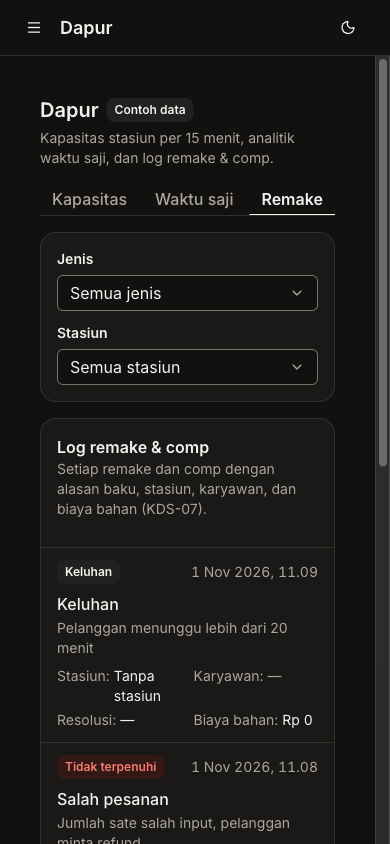 Dapur
Dapur Contoh data
Kapasitas stasiun per 15 menit, analitik
waktu saji, dan log remake & comp.
Kapasitas Waktu saji Remake
Jenis
Semua jenis
Stasiun
Semua stasiun
Log remake & comp
Setiap remake dan comp dengan
alasan baku, stasiun, karyawan, dan
biaya bahan (KDS-07).
Keluhan 1 Nov 2026, 11.09
Keluhan
Pelanggan menunggu lebih dari 20
menit
Stasiun: Tanpa Karyawan: —
stasiun
Resolusi: — Biaya bahan: Rp 0
Tidak terpenuhi 1 Nov 2026, 11.08
Salah pesanan
Jumlah sate salah input, pelanggan
minta refund